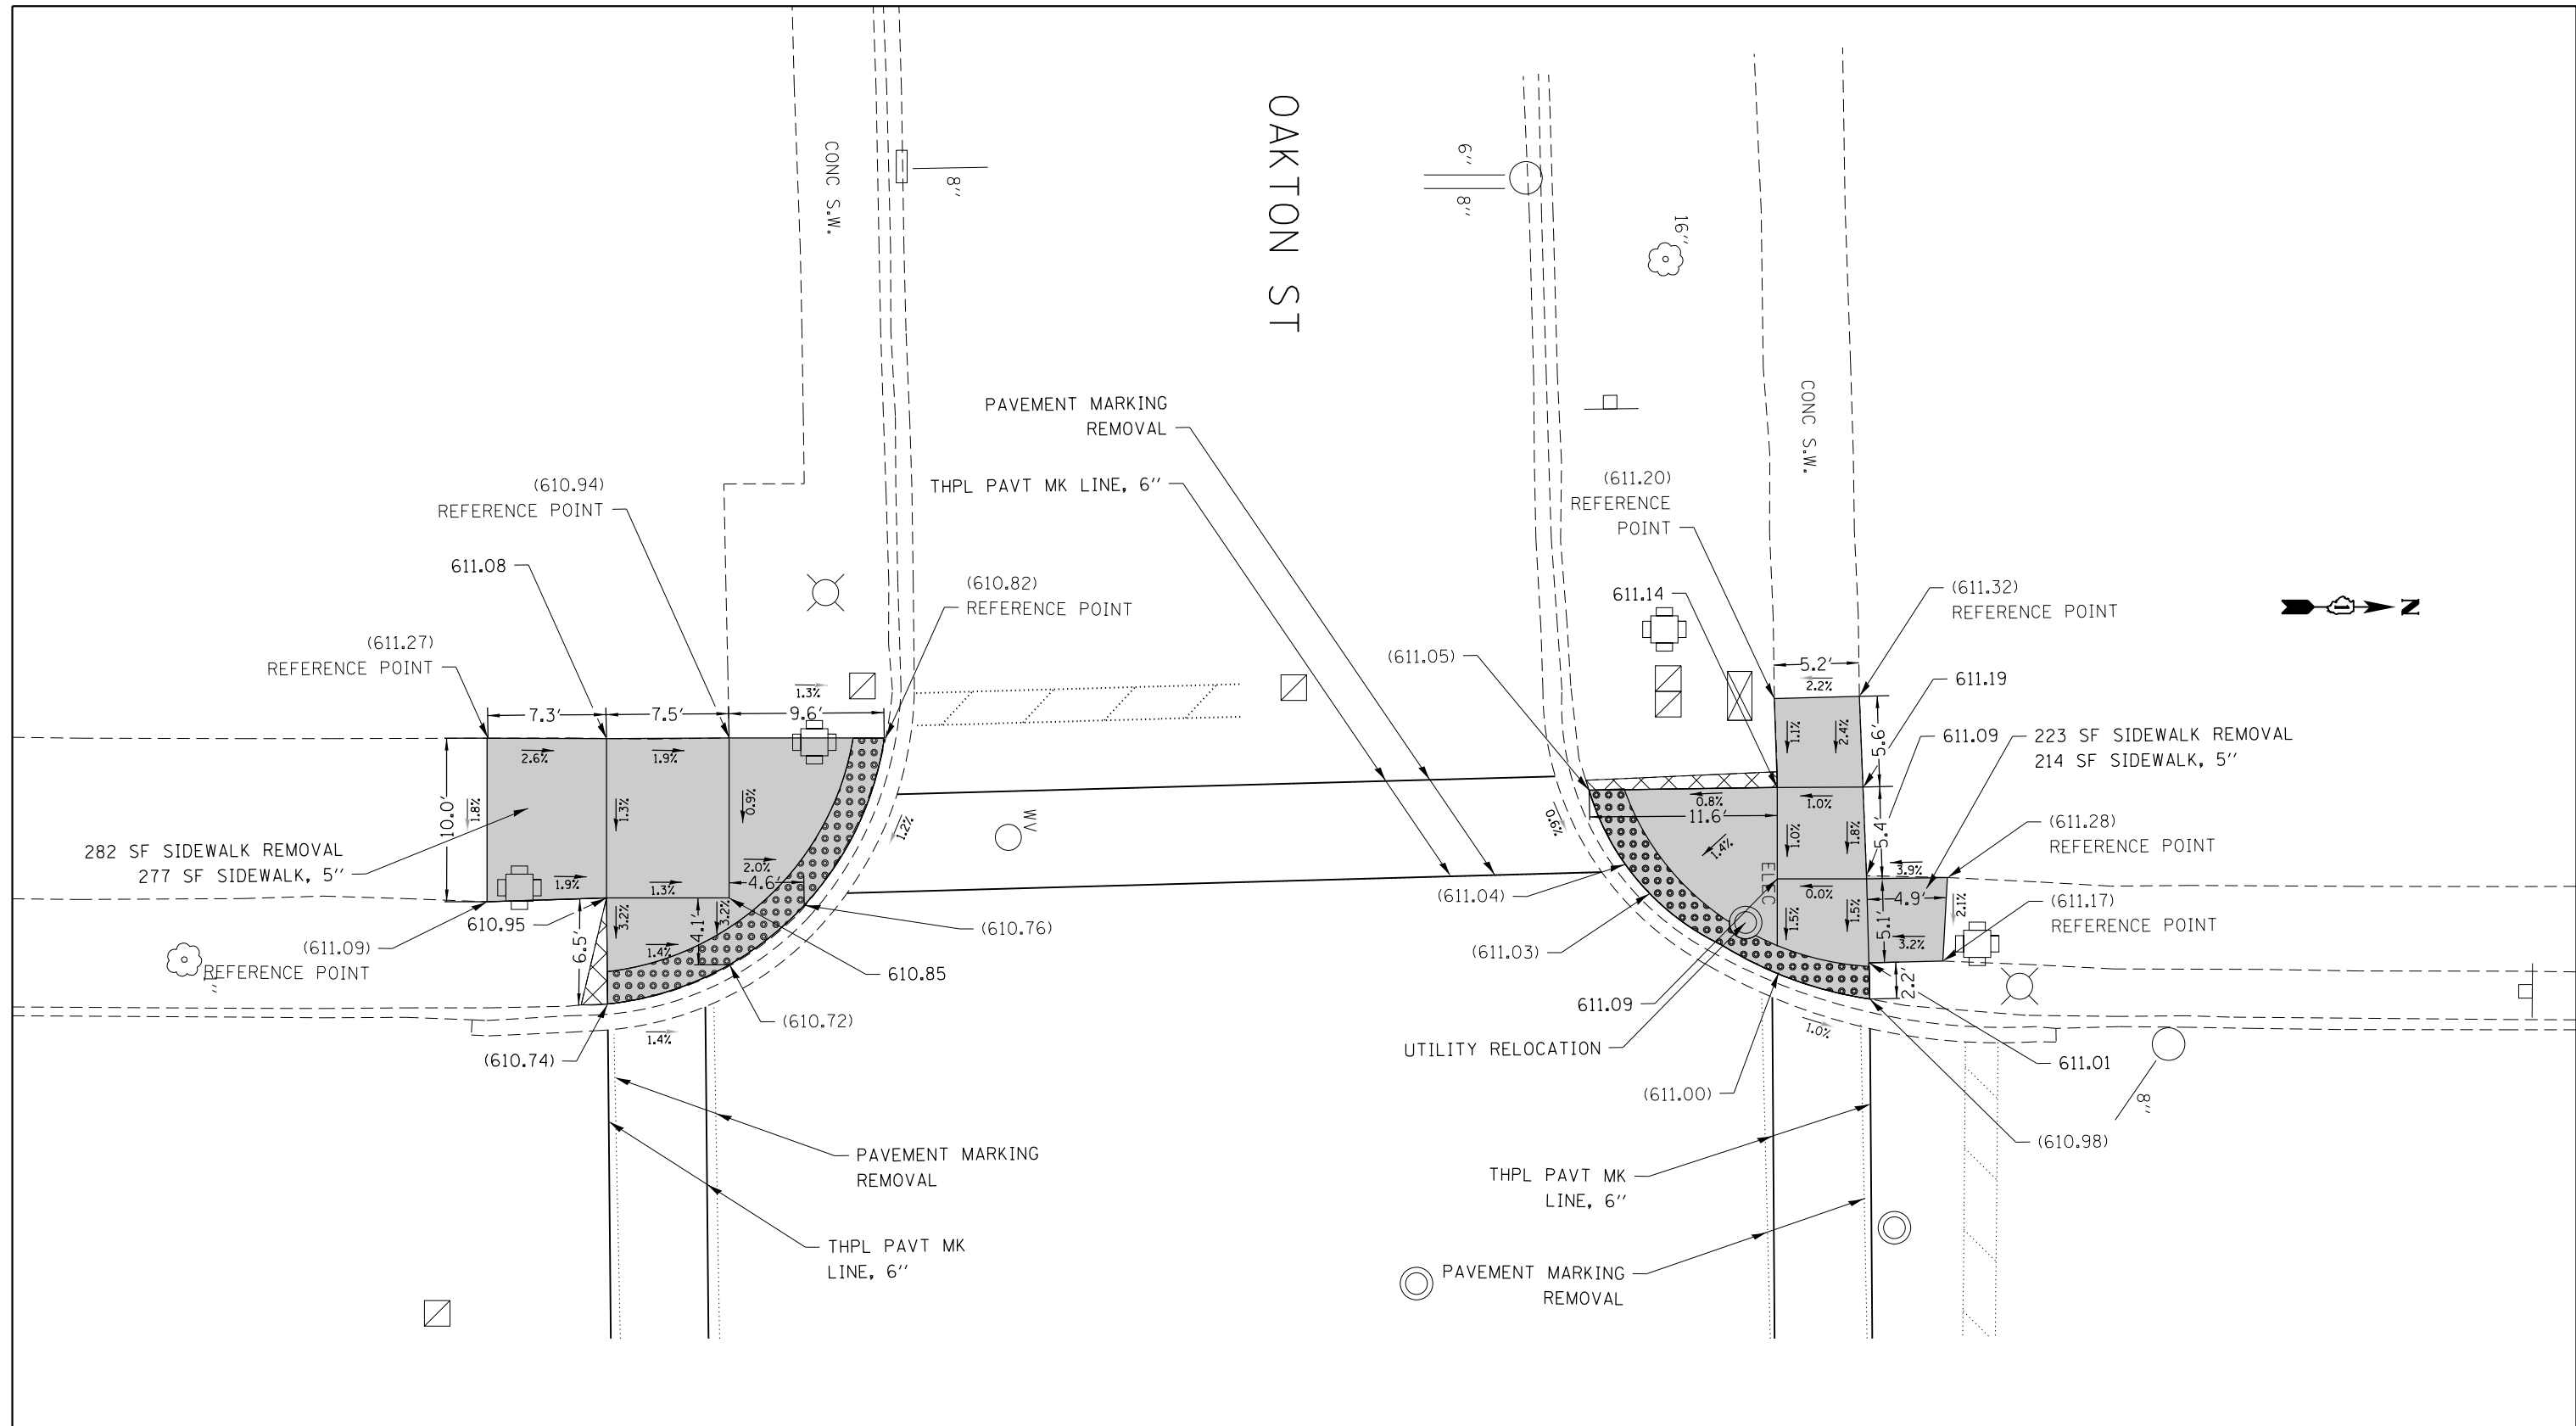 OAKTON ST
CONC S.W.
8"
6"
8"
16"
CONC S.W.
PAVEMENT MARKING
REMOVAL
THPL PAVT MK LINE, 6"
(610.94)
REFERENCE POINT
611.08
(611.27)
REFERENCE POINT
(610.82)
REFERENCE POINT
1.3%
7.3'
7.5'
9.6'
2.6%
1.9%
10.0'
1.8%
1.3%
0.9%
1.2%
282 SF SIDEWALK REMOVAL
277 SF SIDEWALK, 5"
1.9%
1.3%
2.0%
4.6'
WV
610.95
(611.09)
REFERENCE POINT
1"
6.5'
3.2%
1.4%
4.1'
3.2%
(610.76)
610.85
(610.72)
1.4%
(610.74)
PAVEMENT MARKING
REMOVAL
THPL PAVT MK
LINE, 6"
(611.20)
REFERENCE
POINT
611.14
(611.05)
(611.32)
REFERENCE POINT
N
5.2'
2.2%
611.19
1.1%
2.4%
5.6'
611.09
223 SF SIDEWALK REMOVAL
214 SF SIDEWALK, 5"
0.8%
1.0%
11.6'
0.6%
1.4%
1.0%
1.8%
5.4'
(611.28)
REFERENCE POINT
3.9%
ELEC
0.0%
4.9'
2.1%
(611.17)
REFERENCE POINT
(611.04)
1.5%
1.5%
5.1'
3.2%
(611.03)
2.2'
611.09
1.0%
UTILITY RELOCATION
611.01
(611.00)
8"
(610.98)
THPL PAVT MK
LINE, 6"
PAVEMENT MARKING
REMOVAL